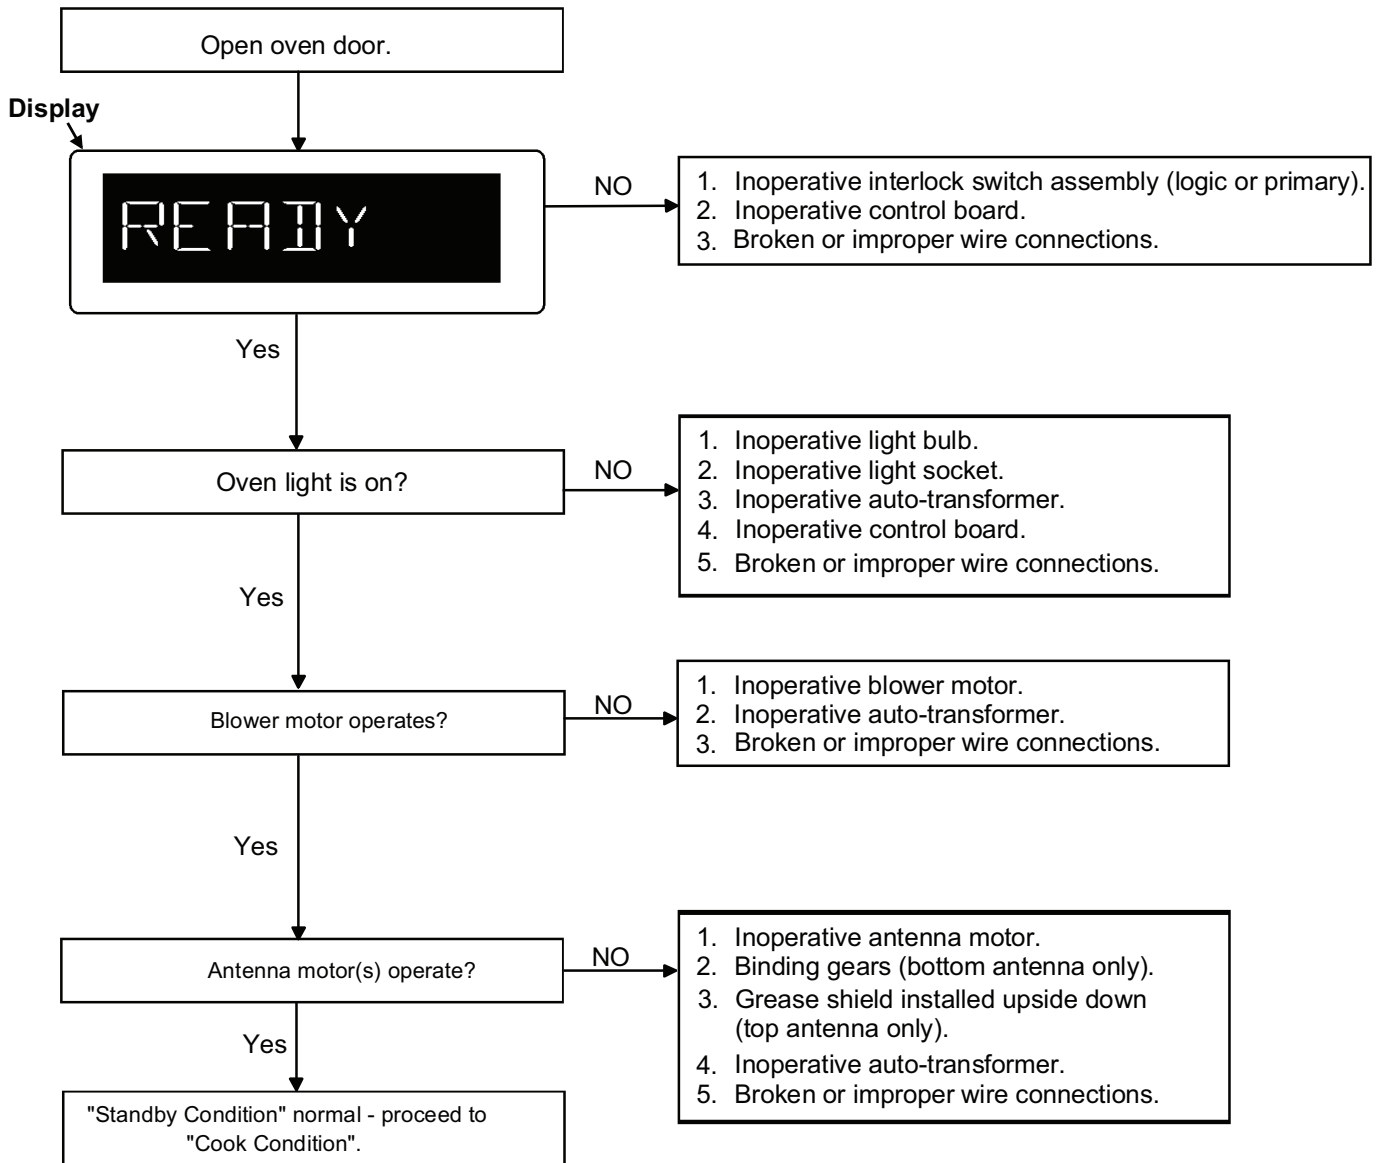 Open oven door.
Display
READY
NO
1. Inoperative interlock switch assembly (logic or primary).
2. Inoperative control board.
3. Broken or improper wire connections.
Yes
Oven light is on?
NO
1. Inoperative light bulb.
2. Inoperative light socket.
3. Inoperative auto-transformer.
4. Inoperative control board.
5. Broken or improper wire connections.
Yes
Blower motor operates?
NO
1. Inoperative blower motor.
2. Inoperative auto-transformer.
3. Broken or improper wire connections.
Yes
Antenna motor(s) operate?
NO
1. Inoperative antenna motor.
2. Binding gears (bottom antenna only).
3. Grease shield installed upside down
(top antenna only).
4. Inoperative auto-transformer.
5. Broken or improper wire connections.
Yes
"Standby Condition" normal - proceed to
"Cook Condition".